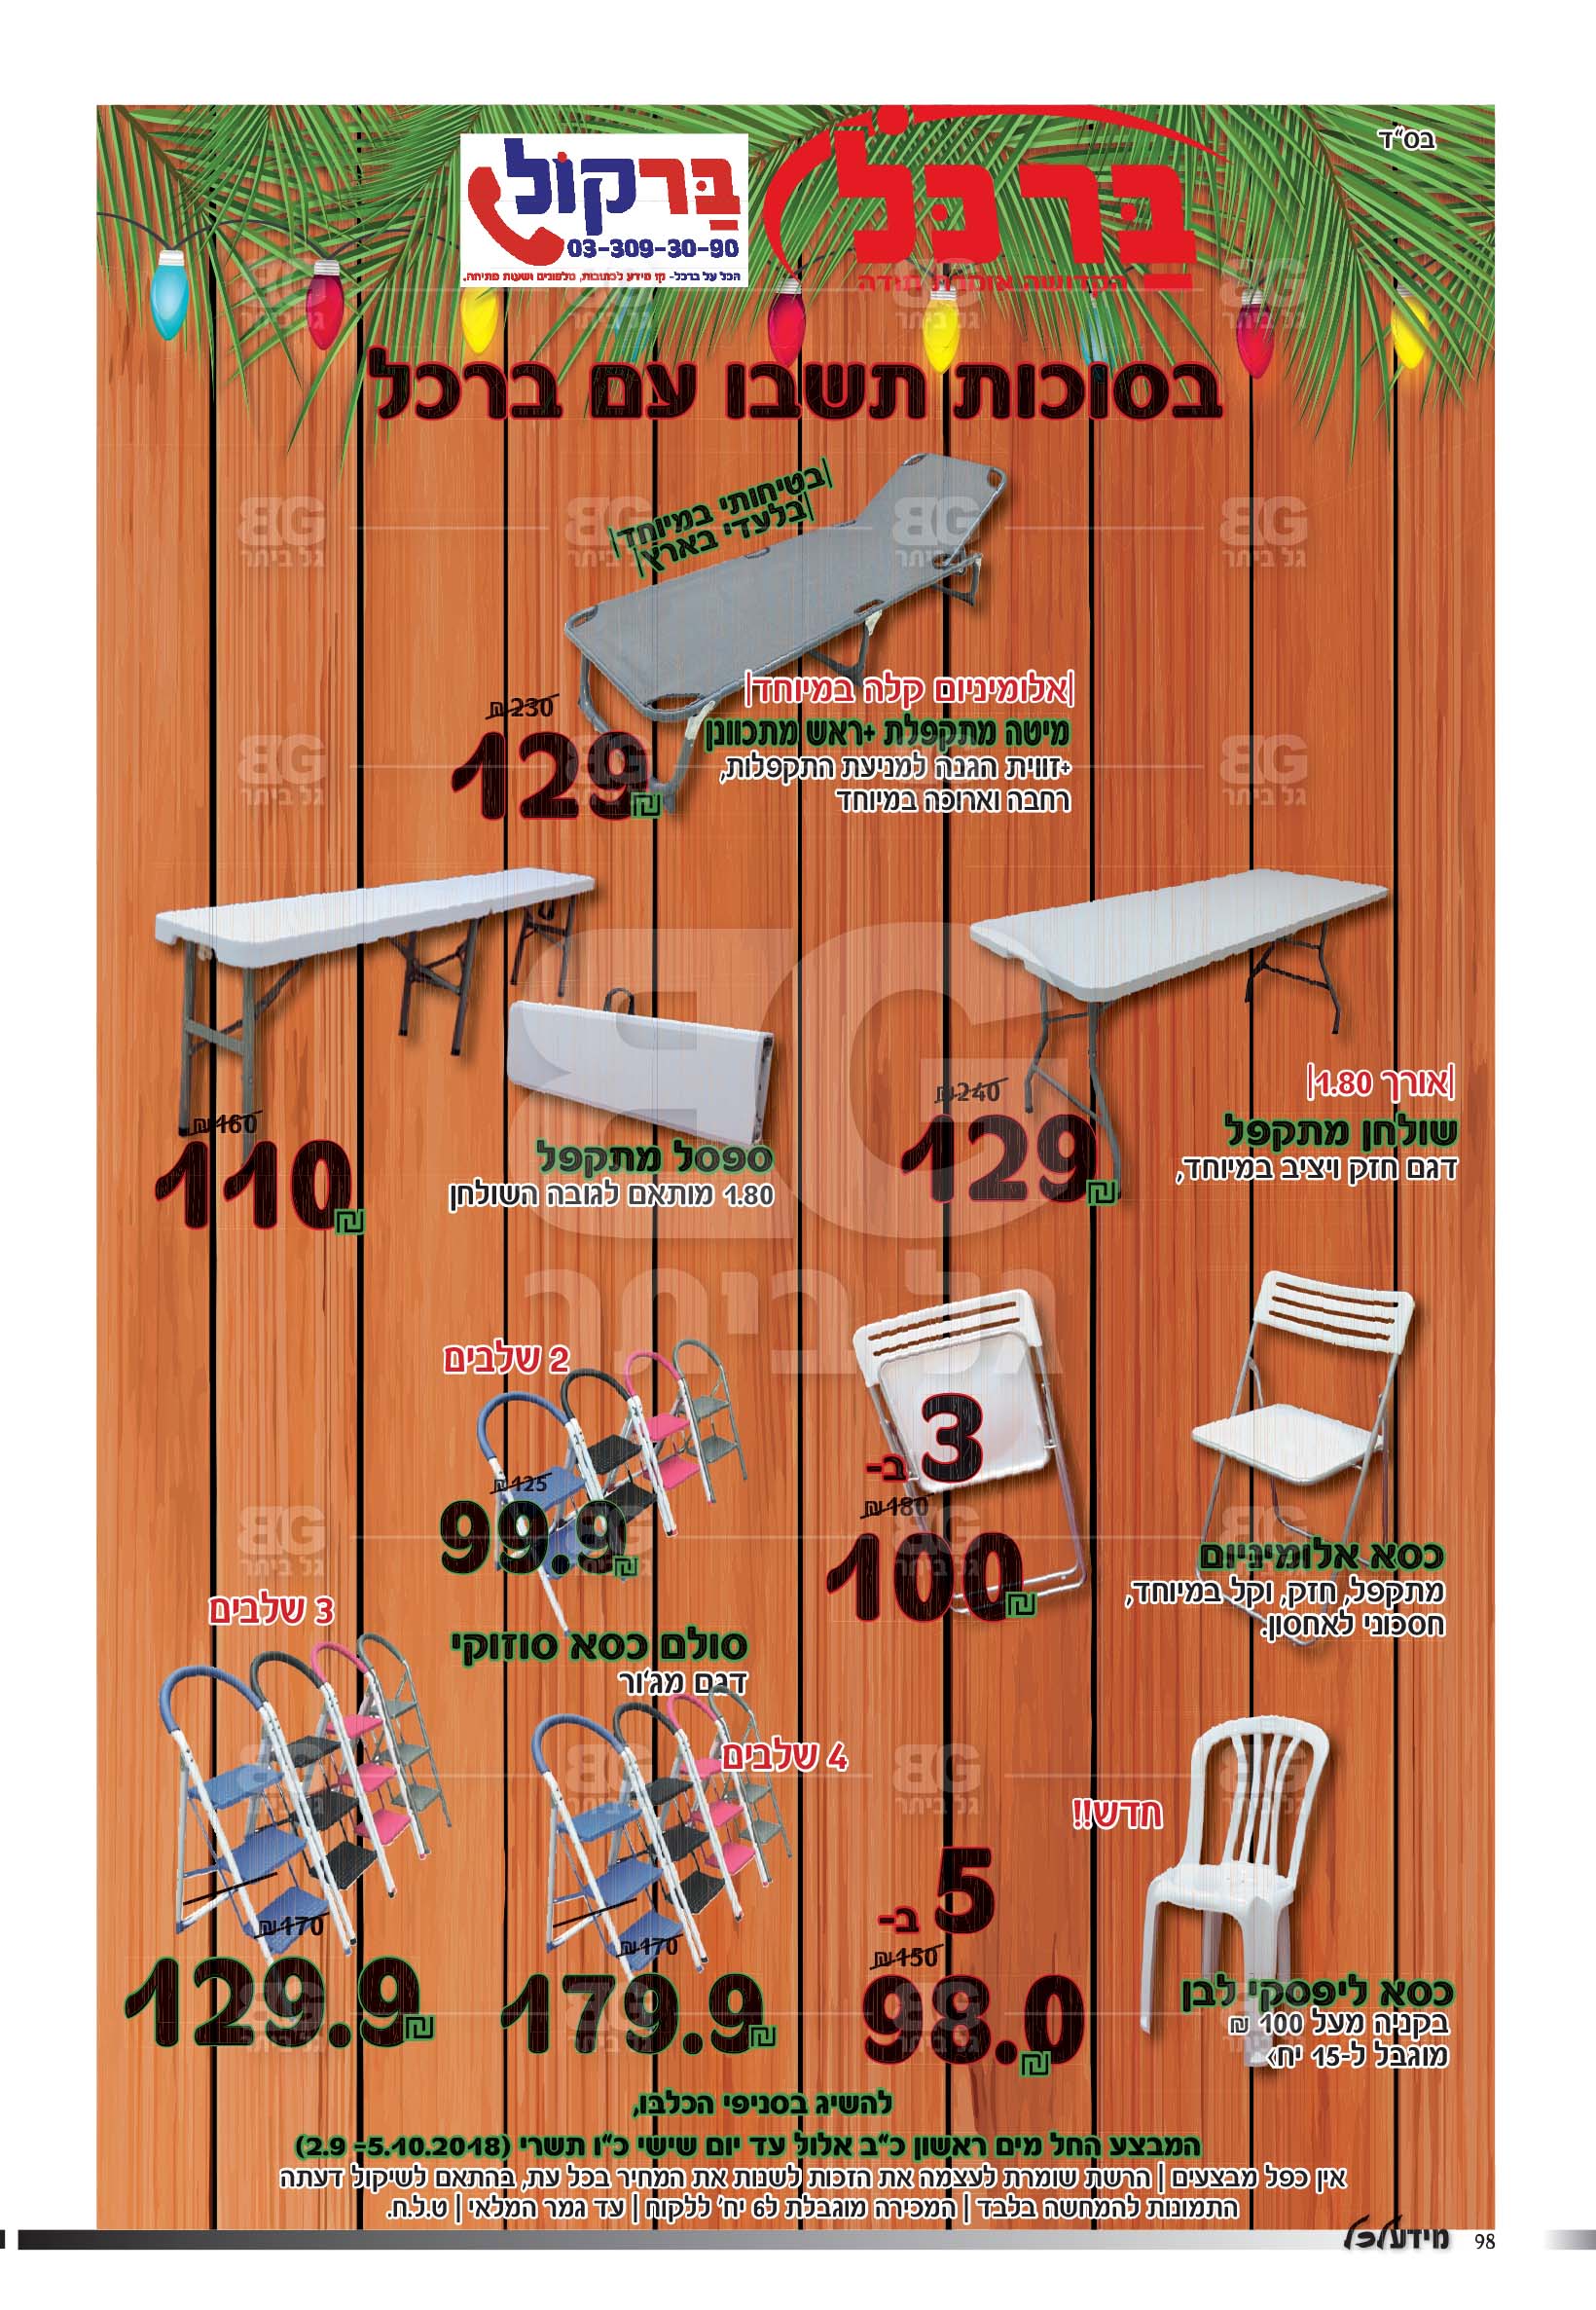 בס"ד
ברכל
הקדושה אומרת תודה
ברקול
03-309-30-90
הכל על ברכל- קו מידע לכתובות, טלפונים ושעות פתיחה,
בסוכות תשבו עם ברכל
|בטיחותי במיוחד|
|בלעדי בארץ|
|אלומיניום קלה במיוחד|
מיטה מתקפלת +ראש מתכוונן
+זווית הגנה למניעת התקפלות,
רחבה וארוכה במיוחד
230 ₪
129 ₪
|אורך 1.80|
שולחן מתקפל
דגם חזק ויציב במיוחד,
240 ₪
129 ₪
ספסל מתקפל
1.80 מותאם לגובה השולחן
160 ₪
110 ₪
כסא אלומיניום
מתקפל, חזק, וקל במיוחד,
חסכוני לאחסון.
3 ב-
180 ₪
100 ₪
2 שלבים
125 ₪
99.9 ₪
סולם כסא סוזוקי
דגם מג'ור
3 שלבים
170 ₪
129.9 ₪
4 שלבים
170 ₪
179.9 ₪
חדש!!
כסא ליפסקי לבן
בקניה מעל 100 ₪
מוגבל ל-15 יח'
5 ב-
150 ₪
98.0 ₪
להשיג בסניפי הכלבו,
המבצע החל מים ראשון כ"ב אלול עד יום שישי כ"ו תשרי (2.9 -5.10.2018)
אין כפל מבצעים | הרשת שומרת לעצמה את הזכות לשנות את המחיר בכל עת, בהתאם לשיקול דעתה
התמונות להמחשה בלבד | המכירה מוגבלת ל6 יח' ללקוח | עד גמר המלאי | ט.ל.ח.
98 מידע לכל
BG
גל ביתר